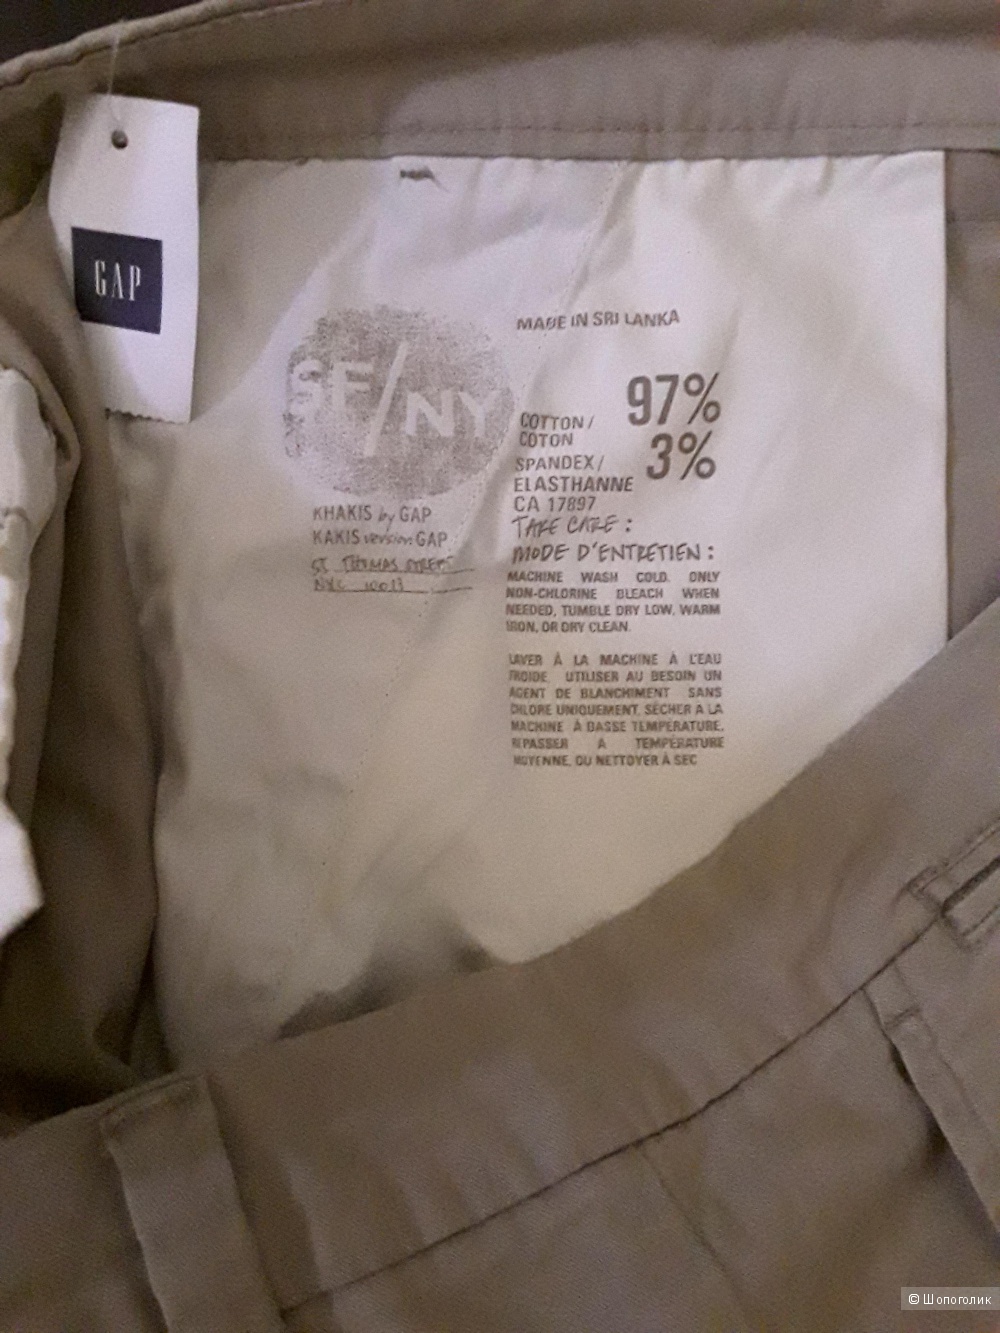 GAP
SF/NY
KHAKIS by GAP
KAKIS version GAP
ST. THOMAS STREET
NYC 10013
MADE IN SRI LANKA
COTTON/ 97%
COTON
SPANDEX/ 3%
ÉLASTHANNE
CA 17897
TAKE CARE :
MODE D'ENTRETIEN :
MACHINE WASH COLD. ONLY
NON-CHLORINE BLEACH WHEN
NEEDED, TUMBLE DRY LOW, WARM
IRON, OR DRY CLEAN.
LAVER À LA MACHINE À L'EAU
FROIDE. UTILISER AU BESOIN UN
AGENT DE BLANCHIMENT SANS
CHLORE UNIQUEMENT, SÉCHER A LA
MACHINE À BASSE TEMPÉRATURE.
REPASSER A TEMPÉRATURE
MOYENNE, OU NETTOYER À SEC
© Шопоголик